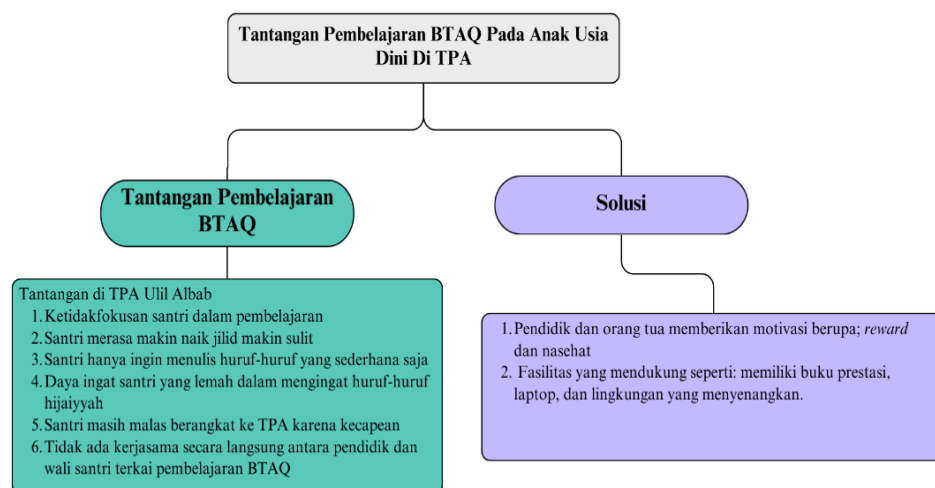 Tantangan Pembelajaran BTAQ Pada Anak Usia
Dini Di TPA
Tantangan Pembelajaran
BTAQ
Solusi
Tantangan di TPA Ulil Albab
1. Ketidakfokusan santri dalam pembelajaran
2. Santri merasa makin naik jilid makin sulit
3. Santri hanya ingin menulis huruf-huruf yang sederhana saja
4. Daya ingat santri yang lemah dalam mengingat huruf-huruf
hijaiyyah
5. Santri masih malas berangkat ke TPA karena kecapean
6. Tidak ada kerjasama secara langsung antara pendidik dan
wali santri terkai pembelajaran BTAQ
1. Pendidik dan orang tua memberikan motivasi berupa; reward
dan nasehat
2. Fasilitas yang mendukung seperti: memiliki buku prestasi,
laptop, dan lingkungan yang menyenangkan.